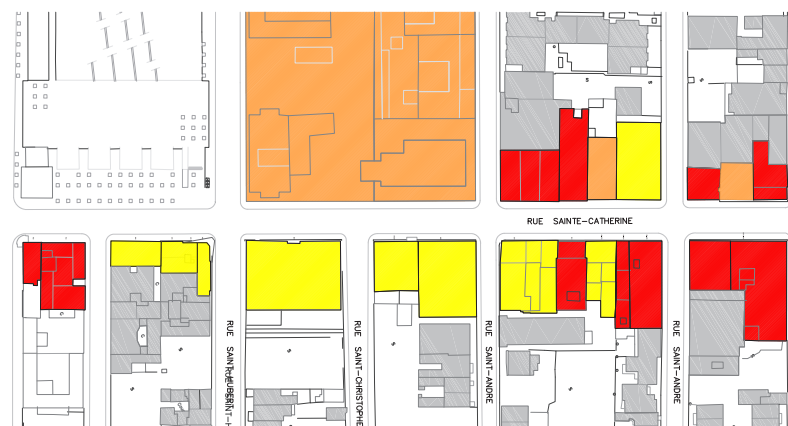 RUE SAINTE-CATHERINE
RUE SAINT-HUBERT
RUE SAINT-CHRISTOPHE
RUE SAINT-ANDRE
RUE SAINT-ANDRE